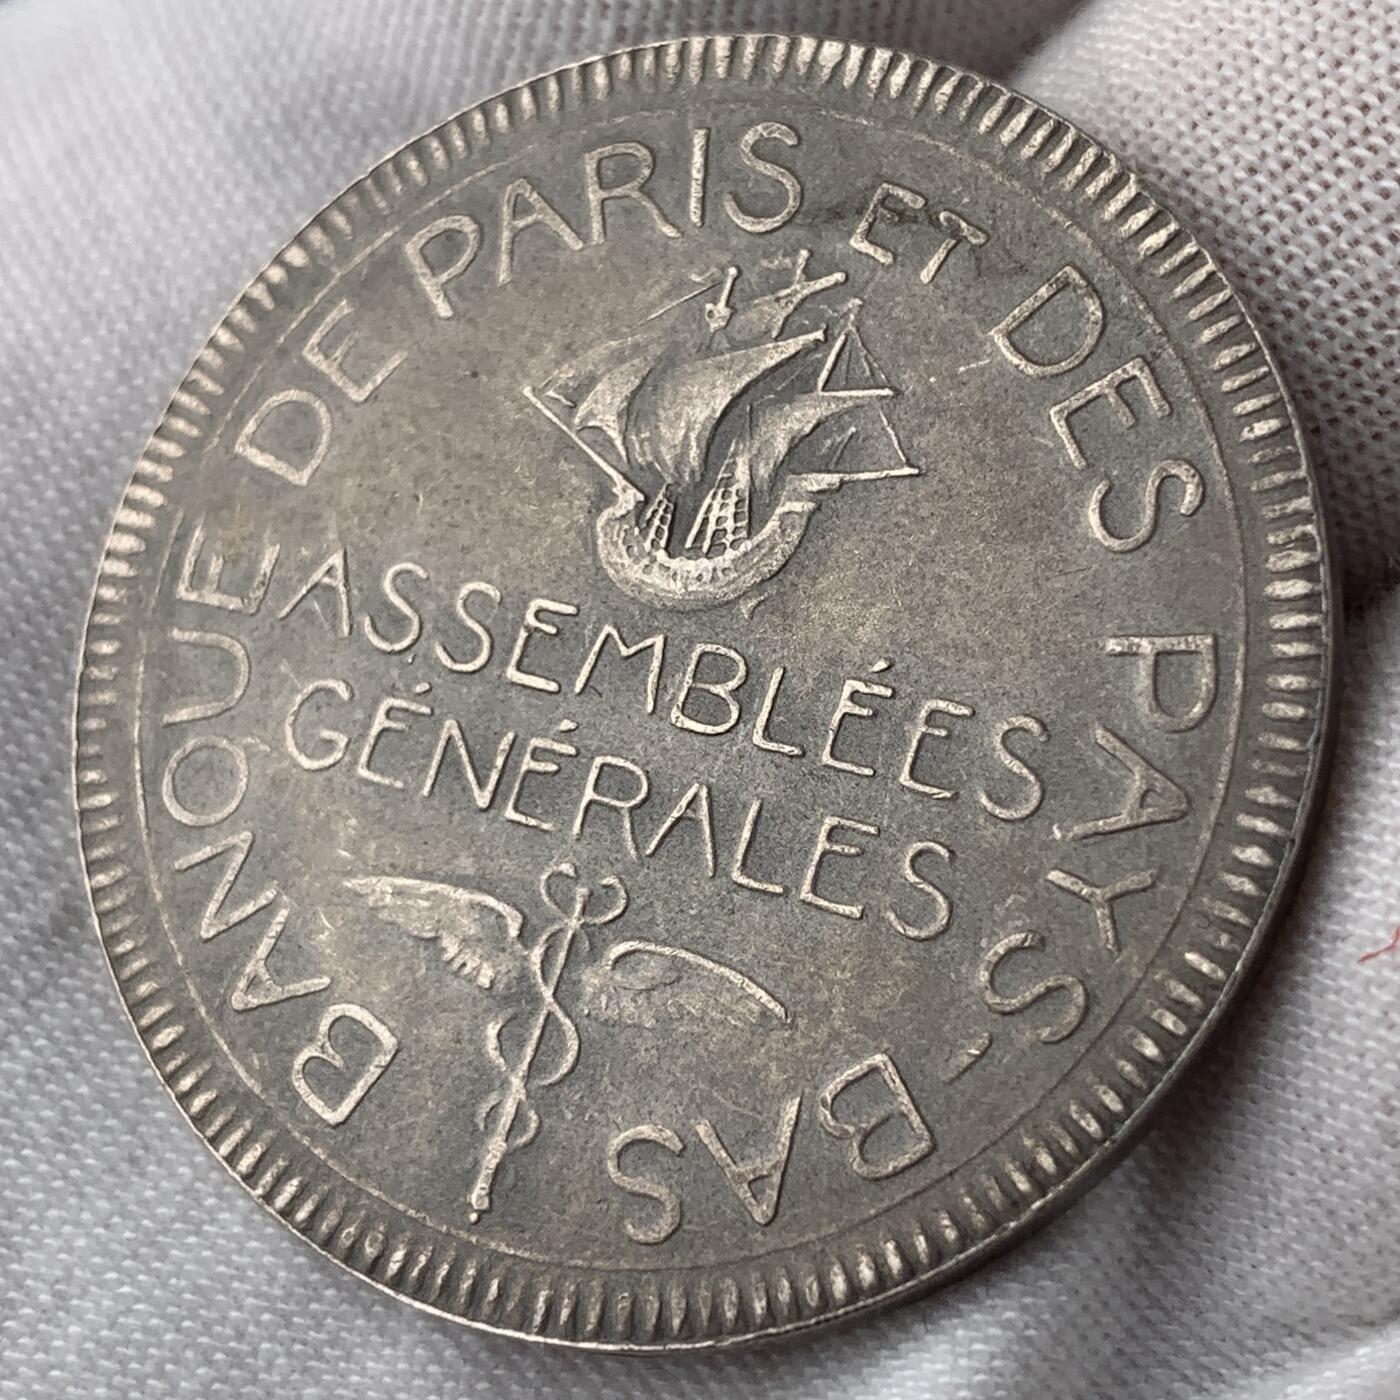 BANQUE DE PARIS ET DES PAYS-BAS
ASSEMBLÉES
GÉNÉRALES